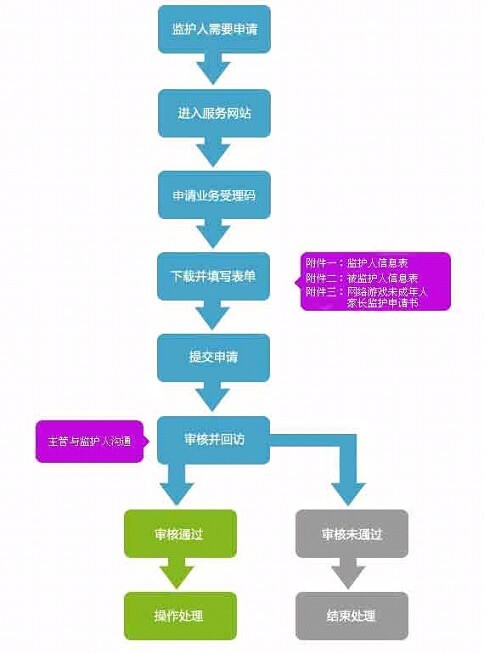 监护人需要申请
进入服务网站
申请业务受理码
下载并填写表单
附件一：监护人信息表
附件二：被监护人信息表
附件三：网络游戏未成年人
家长监护申请书
提交申请
审核并回访
主管与监护人沟通
审核通过
审核未通过
操作处理
结束处理